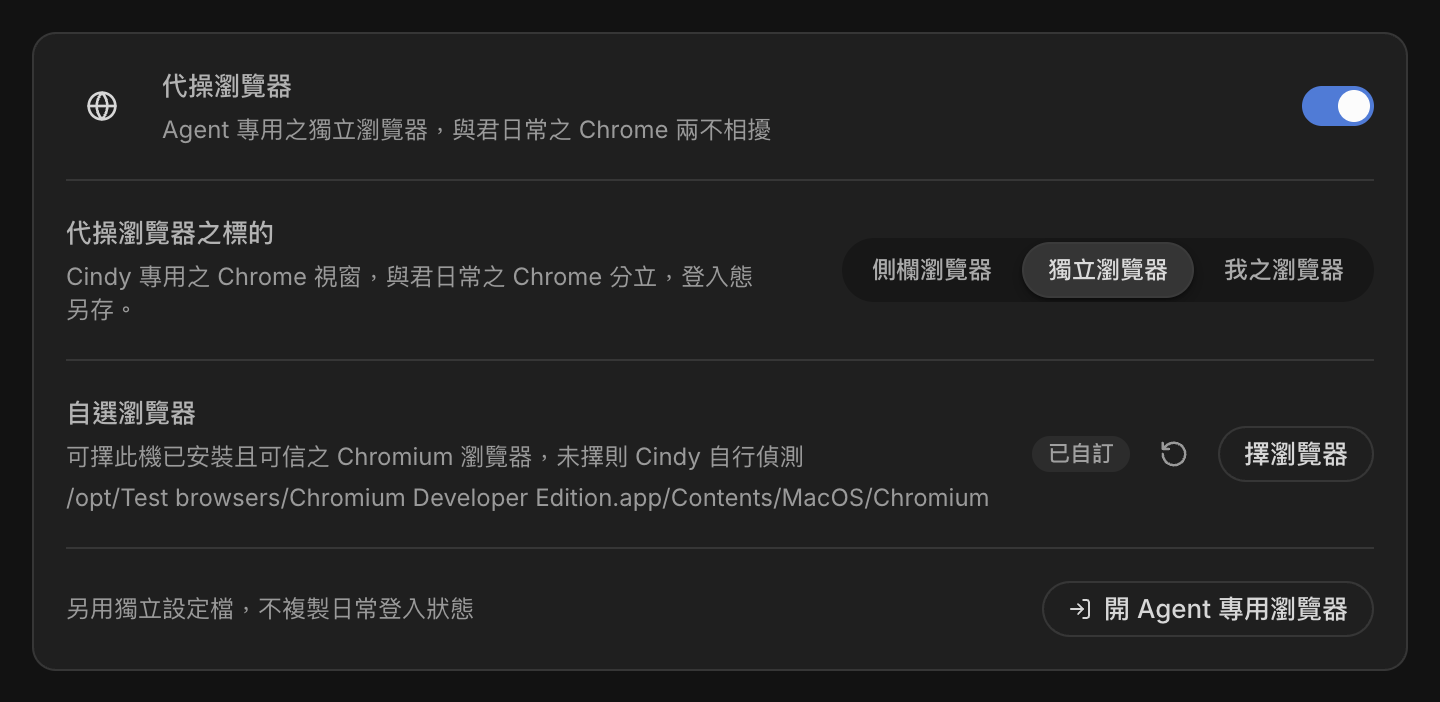 代操瀏覽器
Agent 專用之獨立瀏覽器，與君日常之 Chrome 兩不相擾
代操瀏覽器之標的
Cindy 專用之 Chrome 視窗，與君日常之 Chrome 分立，登入態
另存。
側欄瀏覽器
獨立瀏覽器
我之瀏覽器
自選瀏覽器
可擇此機已安裝且可信之 Chromium 瀏覽器，未擇則 Cindy 自行偵測
/opt/Test browsers/Chromium Developer Edition.app/Contents/MacOS/Chromium
已自訂
擇瀏覽器
另用獨立設定檔，不複製日常登入狀態
開 Agent 專用瀏覽器